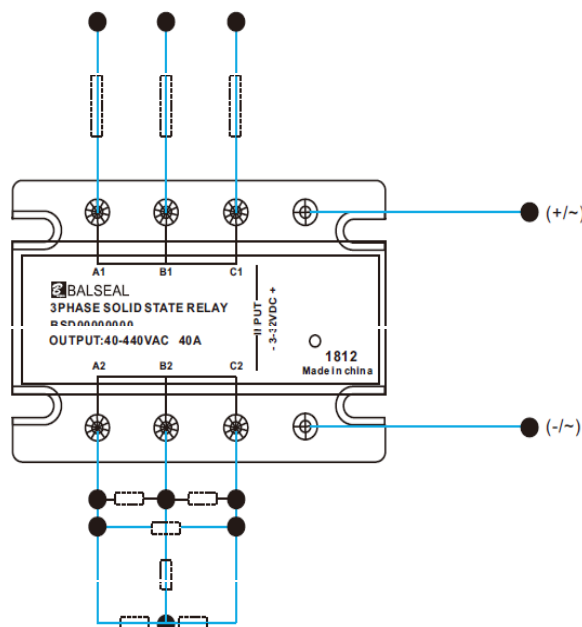 (+/~)
A1 B1 C1
BALSEAL
3PHASE SOLID STATE RELAY
OUTPUT:40-440VAC 40A
INPUT
- 3-32VDC +
1812
Made in china
A2 B2 C2
(-/~)